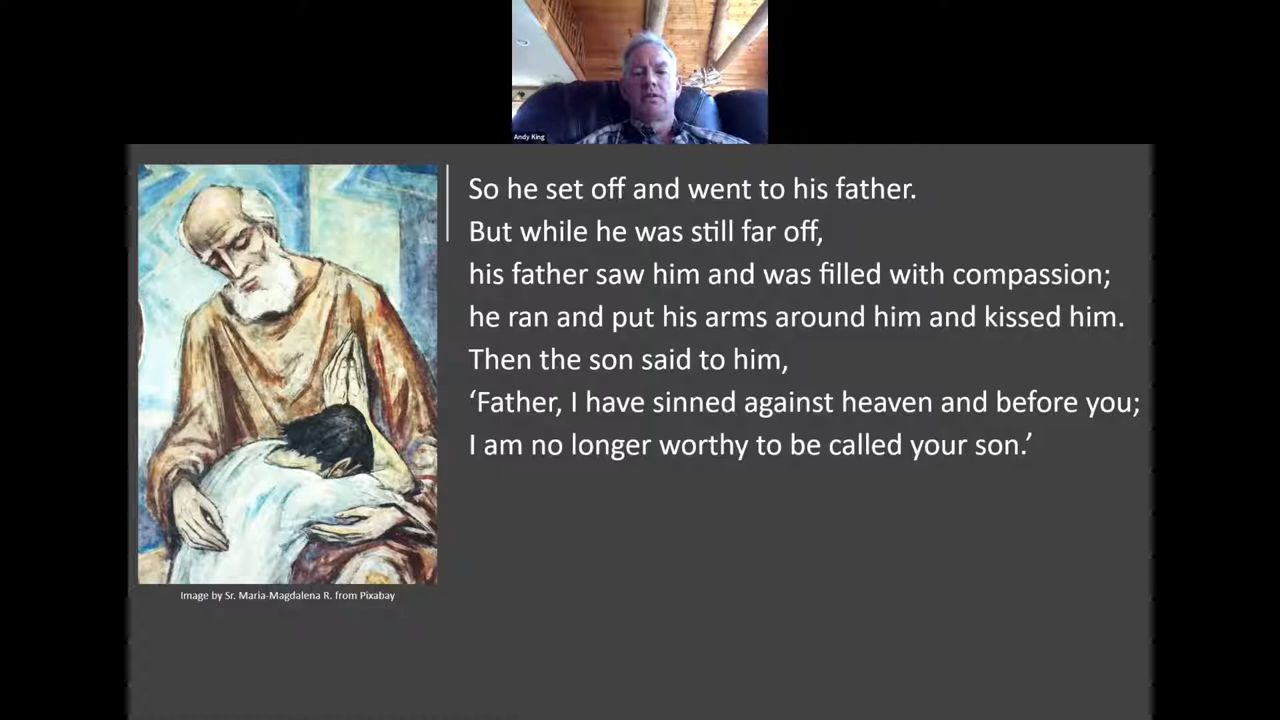 Andy King
So he set off and went to his father.
But while he was still far off,
his father saw him and was filled with compassion;
he ran and put his arms around him and kissed him.
Then the son said to him,
‘Father, I have sinned against heaven and before you;
I am no longer worthy to be called your son.’
Image by Sr. Maria-Magdalena R. from Pixabay